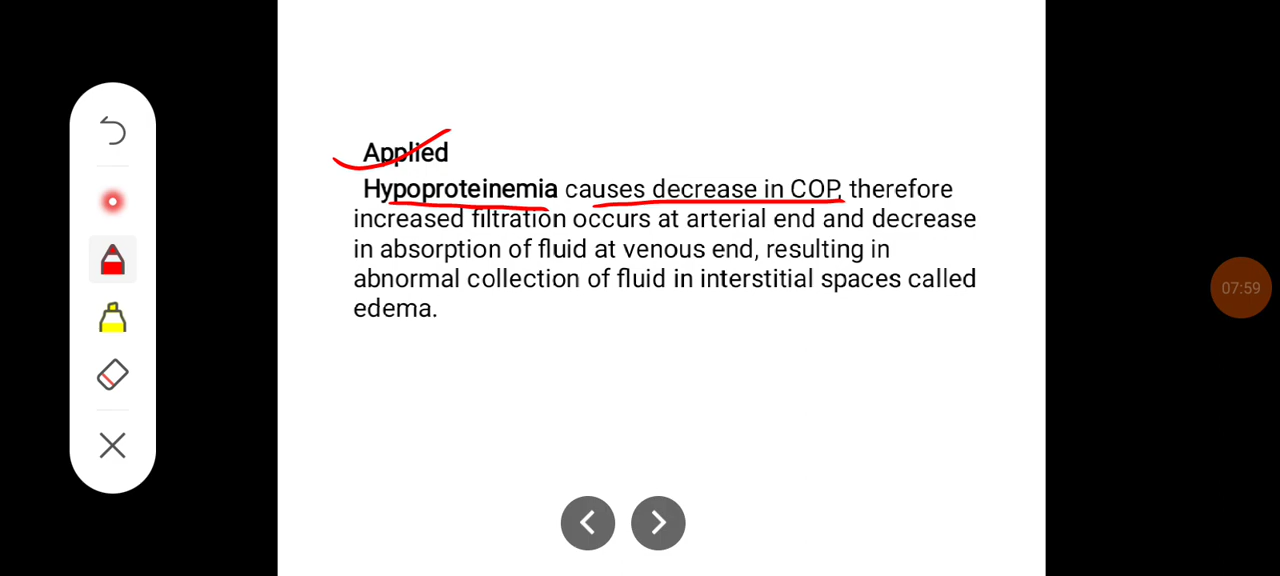 Applied
Hypoproteinemia causes decrease in COP, therefore
increased filtration occurs at arterial end and decrease
in absorption of fluid at venous end, resulting in
abnormal collection of fluid in interstitial spaces called
edema.
07:59